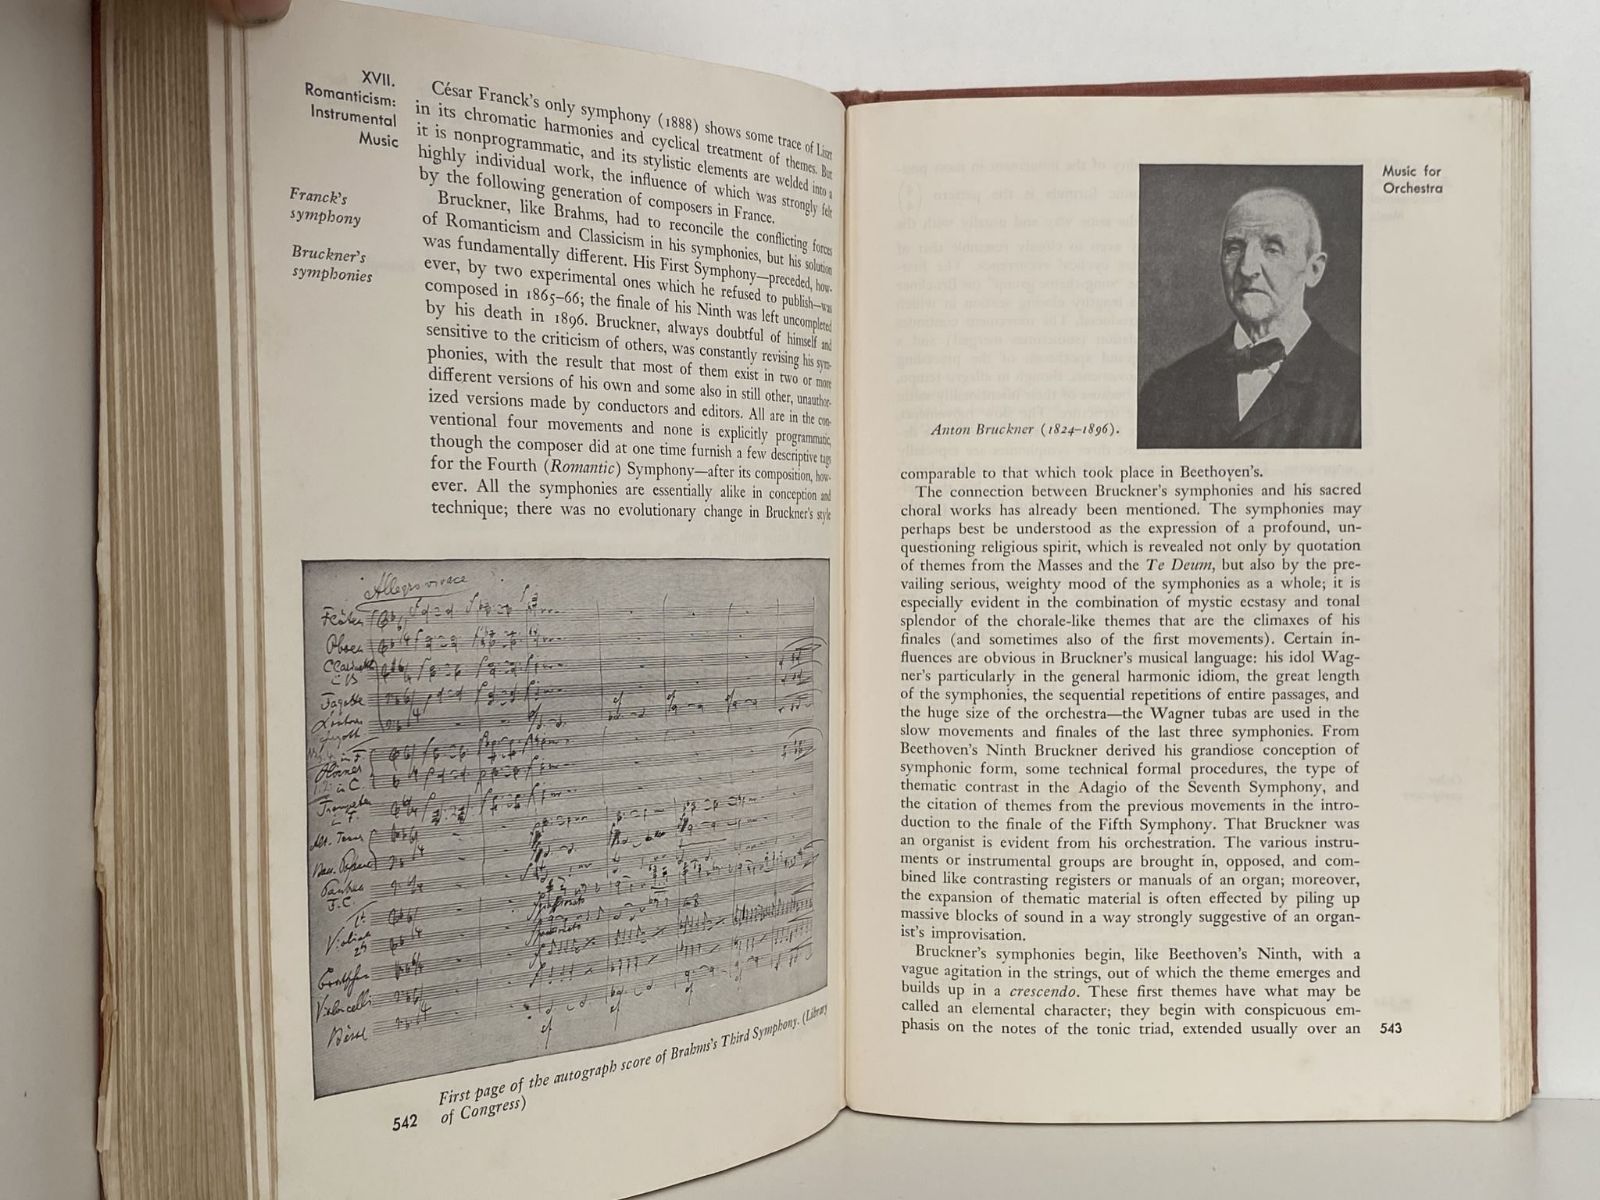 XVII.
Romanticism:
Instrumental
Music
Franck's
symphony
Bruckner's
symphonies
César Franck's only symphony (1888) shows some trace of Liszt
in its chromatic harmonies and cyclical treatment of themes. But
it is nonprogrammatic, and its stylistic elements are welded into a
highly individual work, the influence of which was strongly felt
by the following generation of composers in France.
Bruckner, like Brahms, had to reconcile the conflicting forces
of Romanticism and Classicism in his symphonies, but his solution
was fundamentally different. His First Symphony—preceded, how-
ever, by two experimental ones which he refused to publish—was
composed in 1865–66; the finale of his Ninth was left uncompleted
by his death in 1896. Bruckner, always doubtful of himself and
sensitive to the criticism of others, was constantly revising his sym-
phonies, with the result that most of them exist in two or more
different versions of his own and some also in still other, unauthor-
ized versions made by conductors and editors. All are in the con-
ventional four movements and none is explicitly programmatic,
though the composer did at one time furnish a few descriptive tags
for the Fourth (Romantic) Symphony—after its composition, how-
ever. All the symphonies are essentially alike in conception and
technique; there was no evolutionary change in Bruckner's style
Allegro vivace
Flöten
Oboen
Fagotte
Hörner
Violoncelli
First page of the autograph score of Brahms's Third Symphony. (Library
of Congress)
542
Music for
Orchestra
Anton Bruckner (1824–1896).
comparable to that which took place in Beethoven's.
The connection between Bruckner's symphonies and his sacred
choral works has already been mentioned. The symphonies may
perhaps best be understood as the expression of a profound, un-
questioning religious spirit, which is revealed not only by quotation
of themes from the Masses and the Te Deum, but also by the pre-
vailing serious, weighty mood of the symphonies as a whole; it is
especially evident in the combination of mystic ecstasy and tonal
splendor of the chorale-like themes that are the climaxes of his
finales (and sometimes also of the first movements). Certain in-
fluences are obvious in Bruckner's musical language: his idol Wag-
ner's particularly in the general harmonic idiom, the great length
of the symphonies, the sequential repetitions of entire passages, and
the huge size of the orchestra—the Wagner tubas are used in the
slow movements and finales of the last three symphonies. From
Beethoven's Ninth Bruckner derived his grandiose conception of
symphonic form, some technical formal procedures, the type of
thematic contrast in the Adagio of the Seventh Symphony, and
the citation of themes from the previous movements in the intro-
duction to the finale of the Fifth Symphony. That Bruckner was
an organist is evident from his orchestration. The various instru-
ments or instrumental groups are brought in, opposed, and com-
bined like contrasting registers or manuals of an organ; moreover,
the expansion of thematic material is often effected by piling up
massive blocks of sound in a way strongly suggestive of an organ-
ist's improvisation.
Bruckner's symphonies begin, like Beethoven's Ninth, with a
vague agitation in the strings, out of which the theme emerges and
builds up in a crescendo. These first themes have what may be
called an elemental character; they begin with conspicuous em-
phasis on the notes of the tonic triad, extended usually over an
543